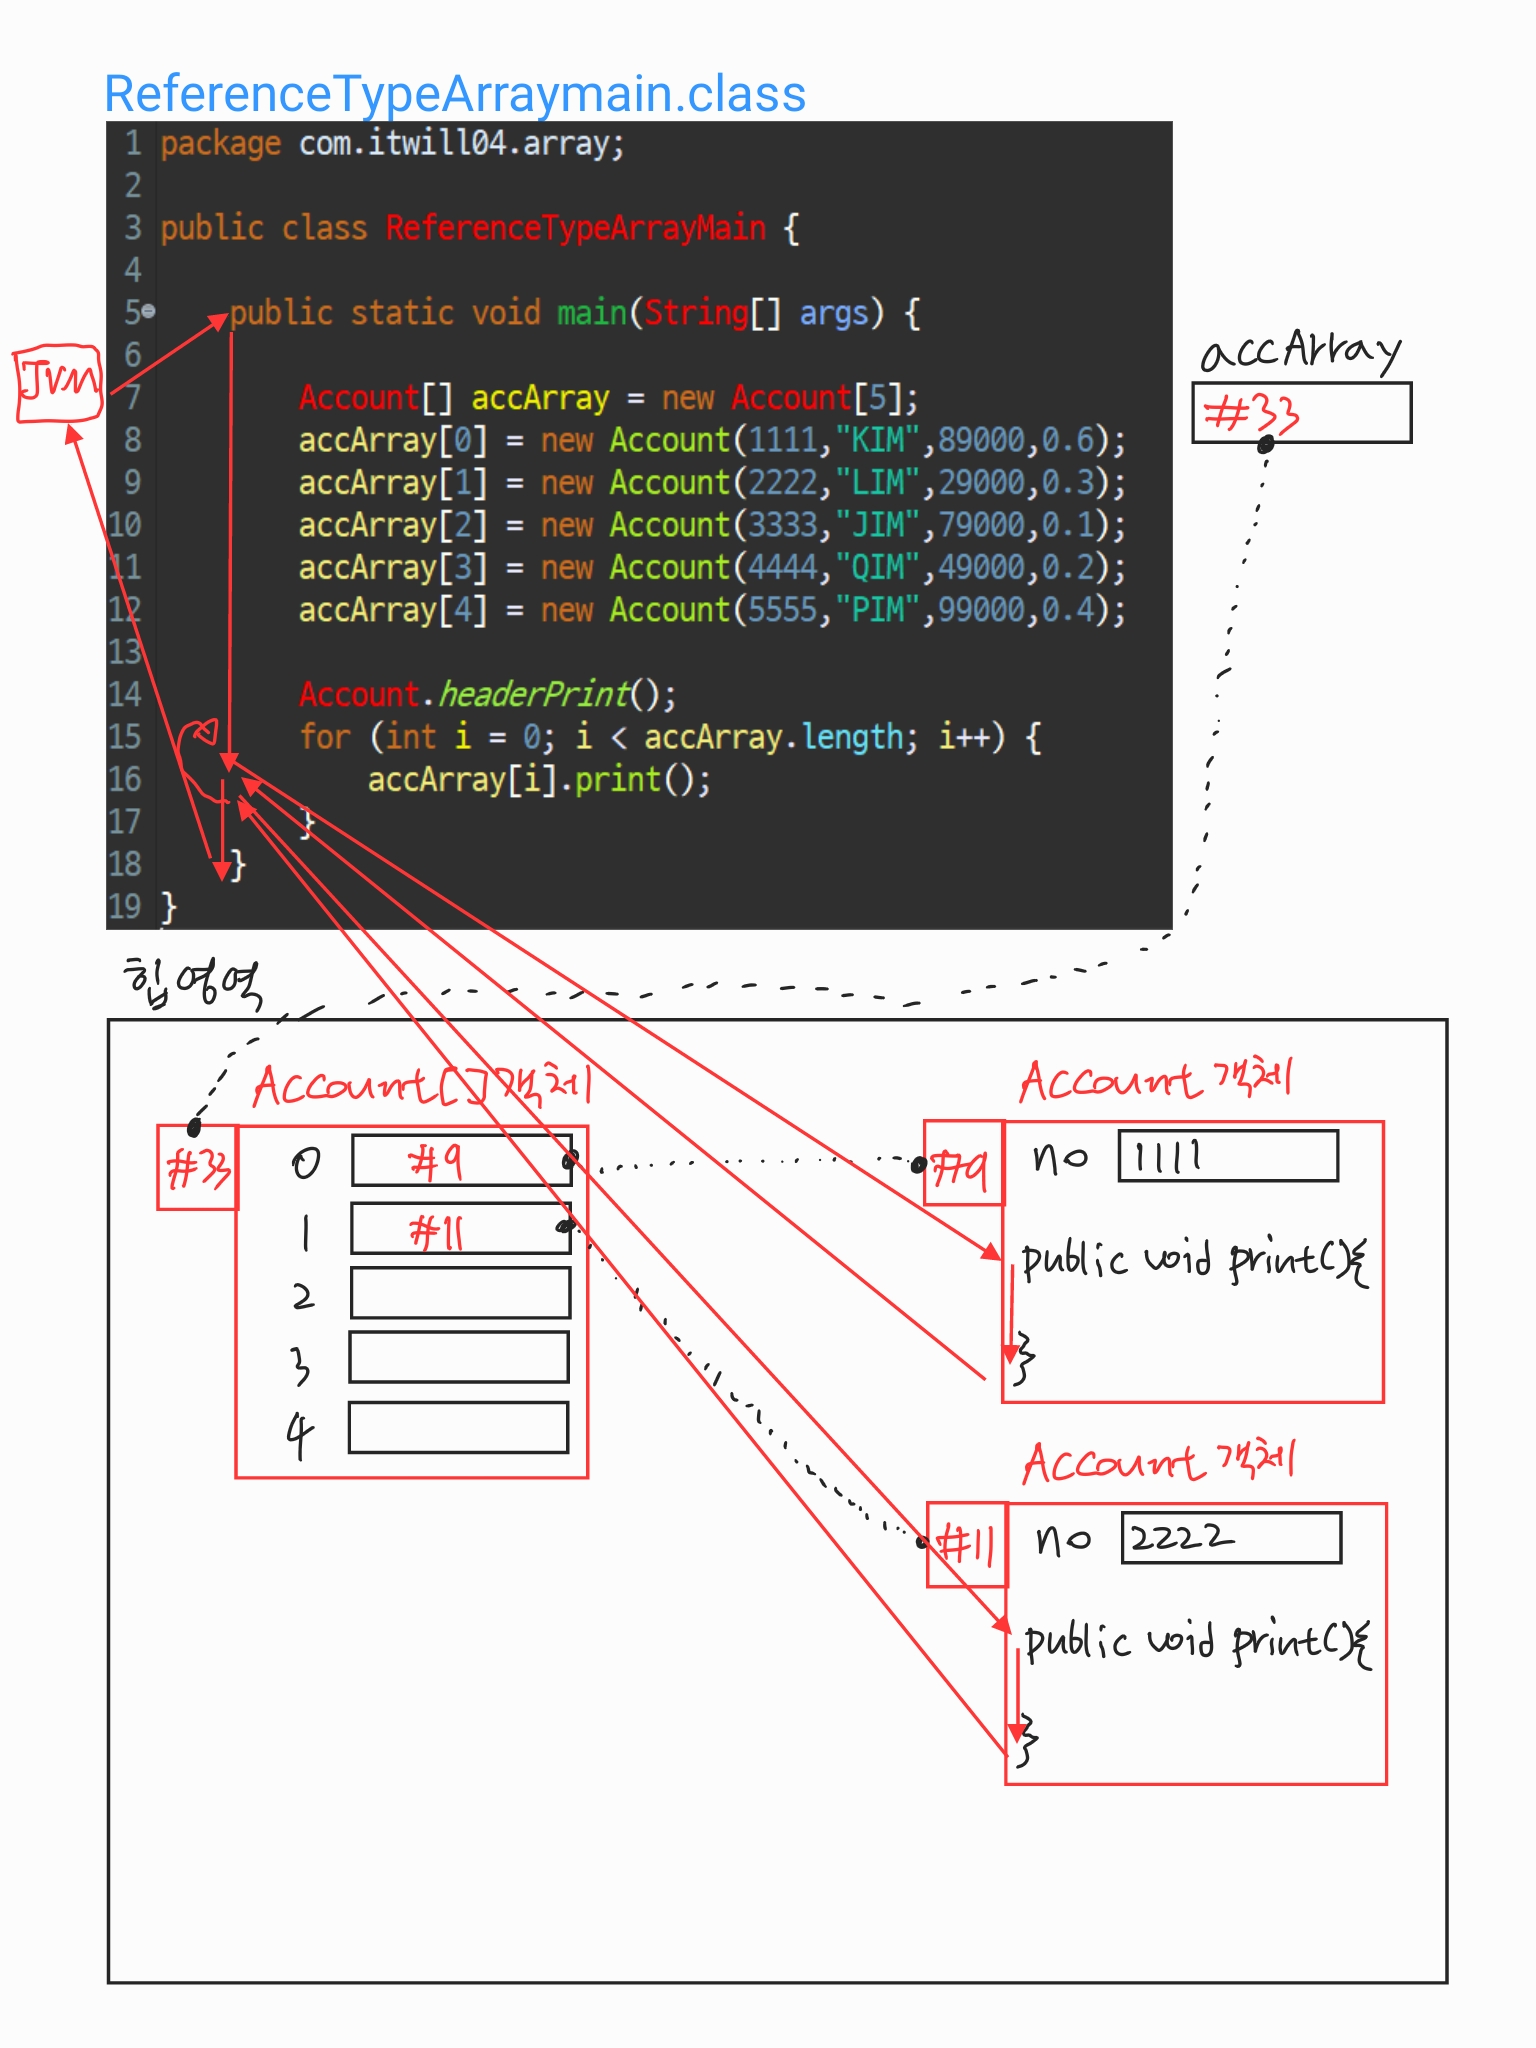 ReferenceTypeArraymain.class
1 package com.itwill04.array;
2
3 public class ReferenceTypeArrayMain {
4
5 public static void main(String[] args) {
6
7 Account[] accArray = new Account[5];
8 accArray[0] = new Account(1111,"KIM",89000,0.6);
9 accArray[1] = new Account(2222,"LIM",29000,0.3);
10 accArray[2] = new Account(3333,"JIM",79000,0.1);
11 accArray[3] = new Account(4444,"QIM",49000,0.2);
12 accArray[4] = new Account(5555,"PIM",99000,0.4);
13
14 Account.headerPrint();
15 for (int i = 0; i < accArray.length; i++) {
16 accArray[i].print();
17 }
18 }
19 }
JVM
accArray
#33
힙영역
Account[] 객체
#33
0 #9
1 #11
2
3
4
Account 객체
#9 no 1111
public void print(){
}
Account 객체
#11 no 2222
public void print(){
}